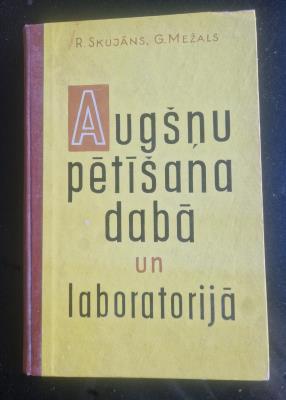 R. Skujāns, G. Mežals
Augšņu
pētīšana
dabā
un
laboratorijā